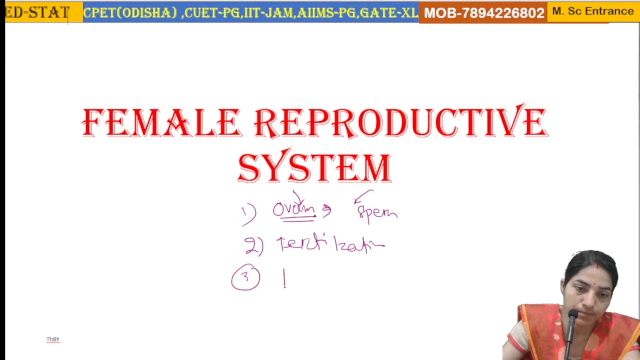 ED-STAT CPET(ODISHA) ,CUET-PG,IIT-JAM,AIIMS-PG,GATE-XL MOB-7894226802 M. Sc Entrance
FEMALE REPRODUCTIVE
SYSTEM
1) Ovum → sperm
2) fertilizatn
3